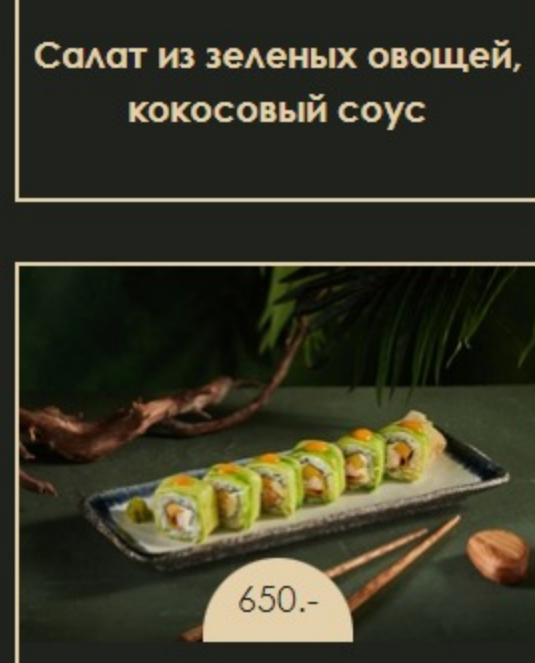 Салат из зеленых овощей,
кокосовый соус
650.-